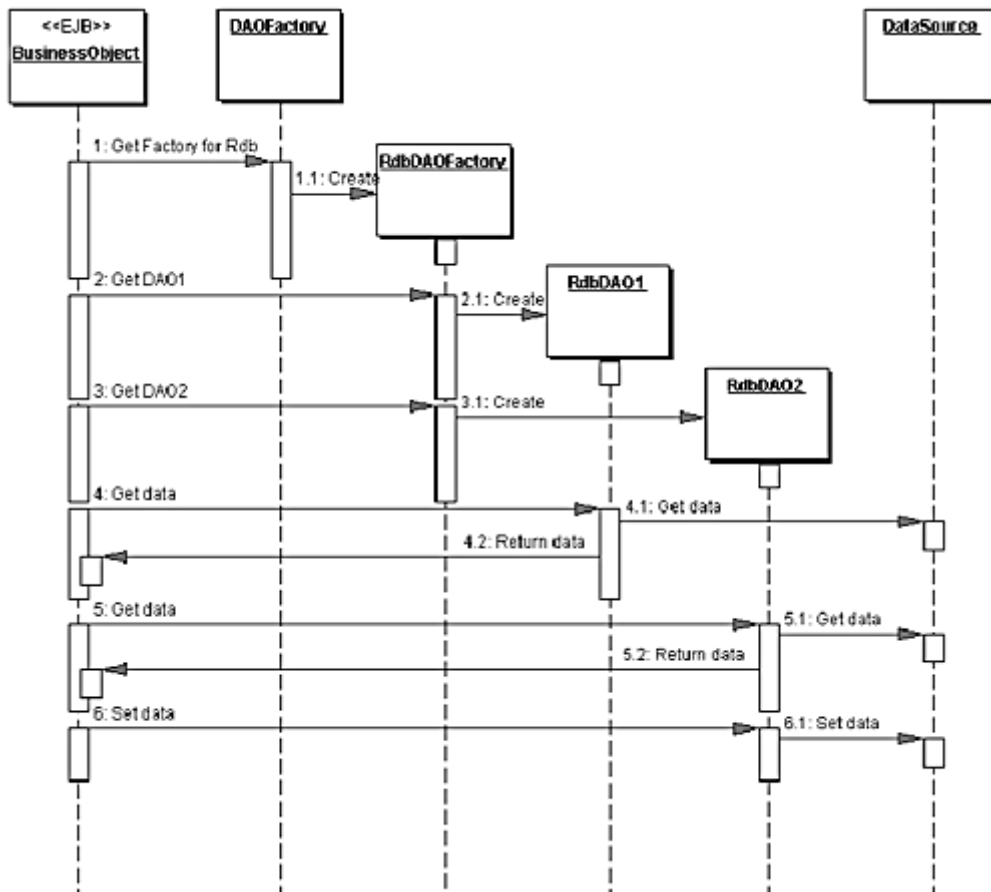 <<EJB>>
BusinessObject
DAOFactory
DataSource
1: Get Factory for Rdb
RdbDAOFactory
1.1: Create
2: Get DAO1
RdbDAO1
2.1: Create
3: Get DAO2
RdbDAO2
3.1: Create
4: Get data
4.1: Get data
4.2: Return data
5: Get data
5.1: Get data
5.2: Return data
6: Set data
6.1: Set data